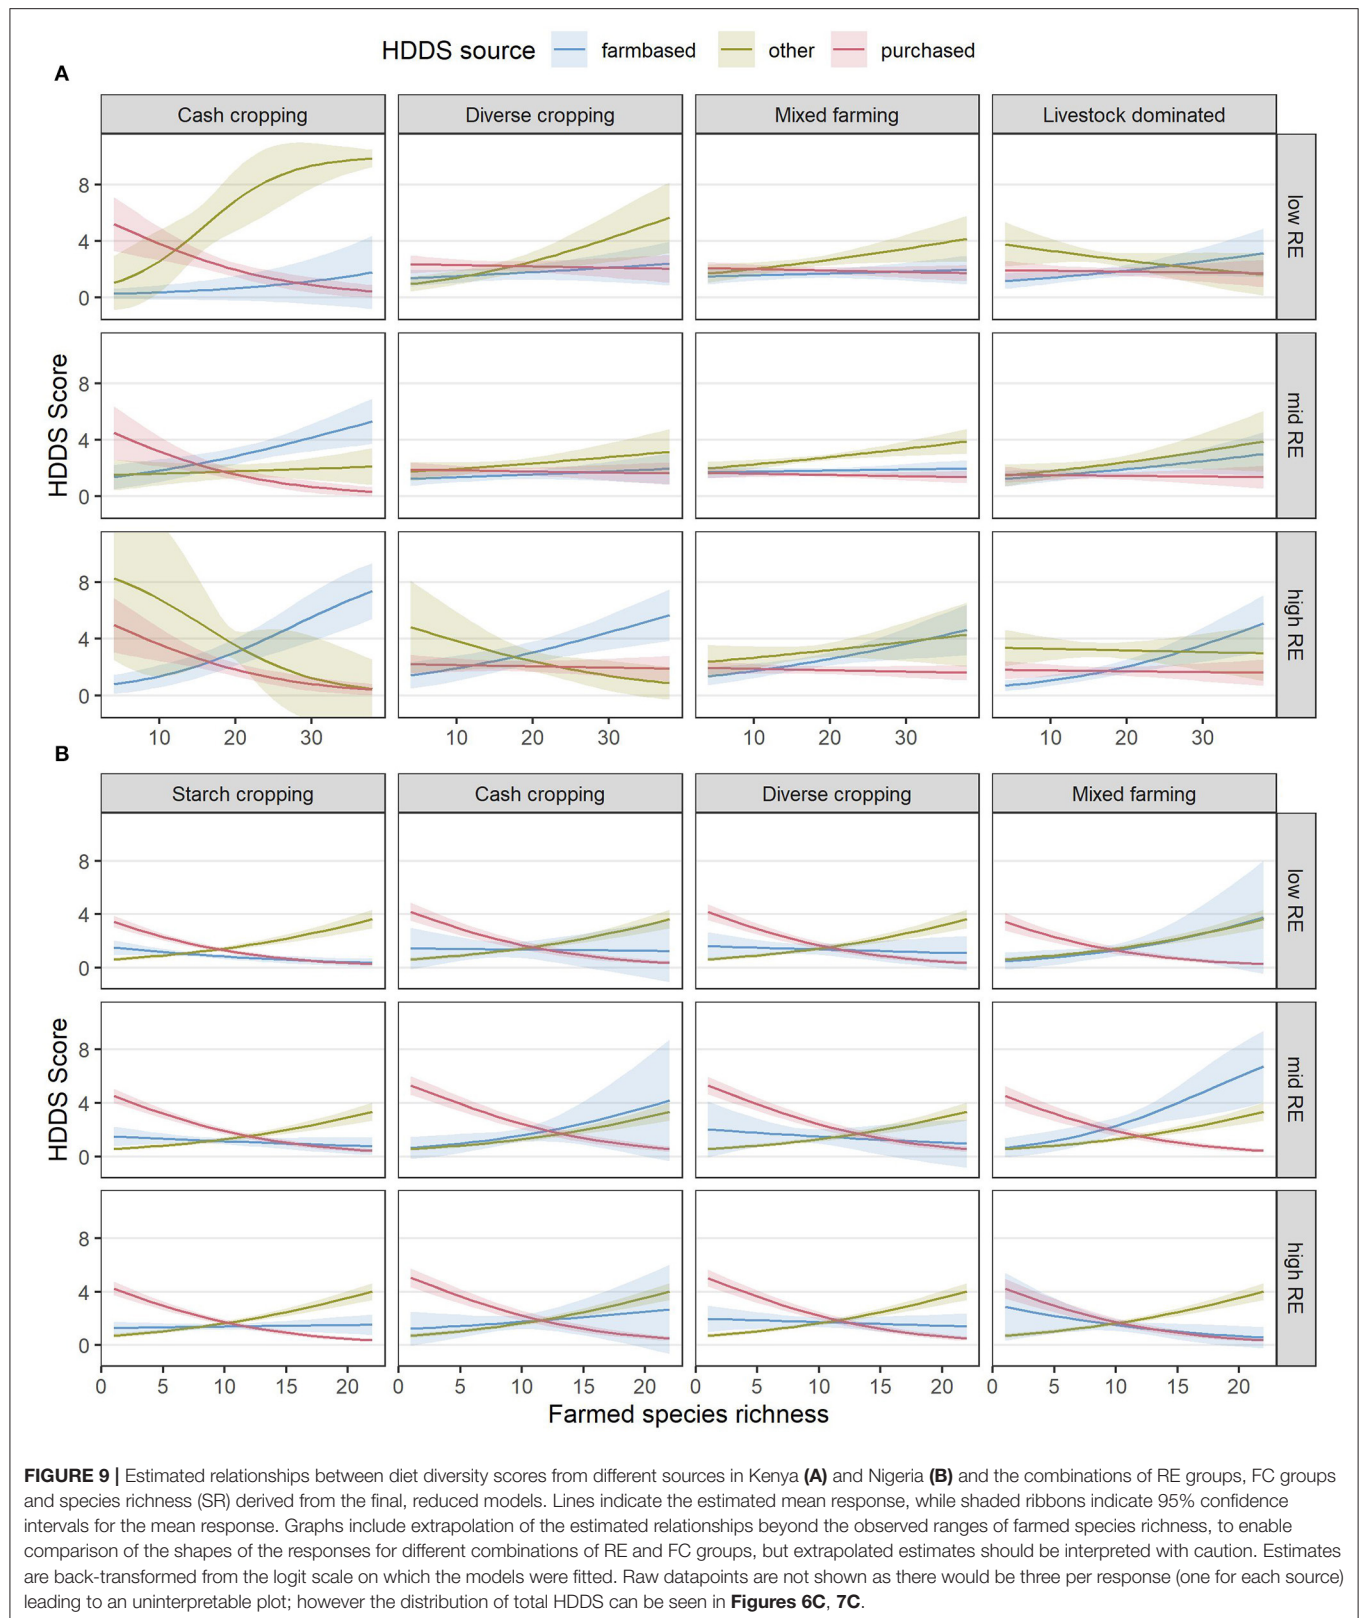 HDDS source farmbased other purchased
A
Cash cropping Diverse cropping Mixed farming Livestock dominated
8
4
0
low RE
HDDS Score
8
4
0
mid RE
8
4
0
high RE
10 20 30 10 20 30 10 20 30 10 20 30
B
Starch cropping Cash cropping Diverse cropping Mixed farming
8
4
0
low RE
HDDS Score
8
4
0
mid RE
8
4
0
high RE
0 5 10 15 20 0 5 10 15 20 0 5 10 15 20 0 5 10 15 20
Farmed species richness
FIGURE 9 | Estimated relationships between diet diversity scores from different sources in Kenya (A) and Nigeria (B) and the combinations of RE groups, FC groups
and species richness (SR) derived from the final, reduced models. Lines indicate the estimated mean response, while shaded ribbons indicate 95% confidence
intervals for the mean response. Graphs include extrapolation of the estimated relationships beyond the observed ranges of farmed species richness, to enable
comparison of the shapes of the responses for different combinations of RE and FC groups, but extrapolated estimates should be interpreted with caution. Estimates
are back-transformed from the logit scale on which the models were fitted. Raw datapoints are not shown as there would be three per response (one for each source)
leading to an uninterpretable plot; however the distribution of total HDDS can be seen in Figures 6C, 7C.